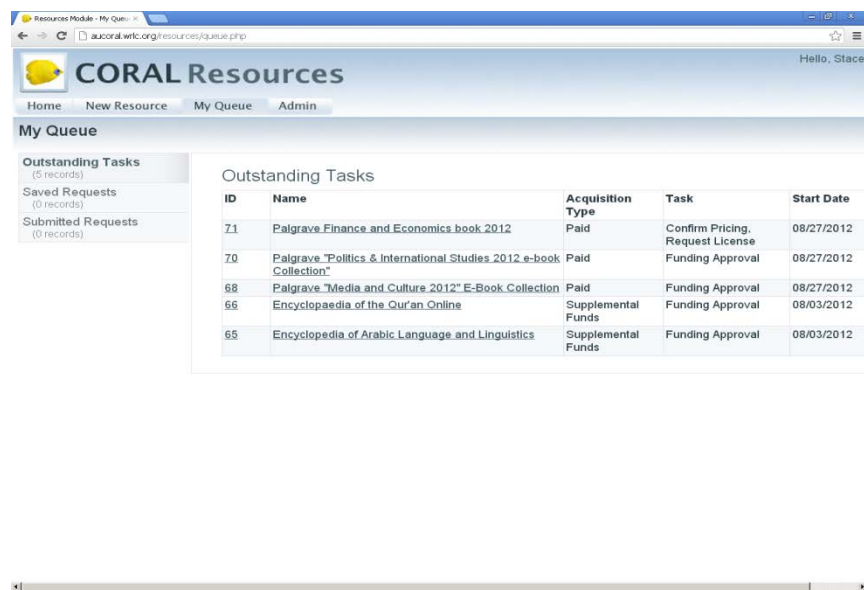 Resources Module - My Queu
aucoral.wrlc.org/resources/queue.php
Hello, Stace
CORAL Resources
Home New Resource My Queue Admin
My Queue
Outstanding Tasks
(5 records)
Saved Requests
(0 records)
Submitted Requests
(0 records)
Outstanding Tasks
ID Name Acquisition Type Task Start Date
71 Palgrave Finance and Economics book 2012 Paid Confirm Pricing, Request License 08/27/2012
70 Palgrave "Politics & International Studies 2012 e-book Collection" Paid Funding Approval 08/27/2012
68 Palgrave "Media and Culture 2012" E-Book Collection Paid Funding Approval 08/27/2012
66 Encyclopaedia of the Qur'an Online Supplemental Funds Funding Approval 08/03/2012
65 Encyclopedia of Arabic Language and Linguistics Supplemental Funds Funding Approval 08/03/2012